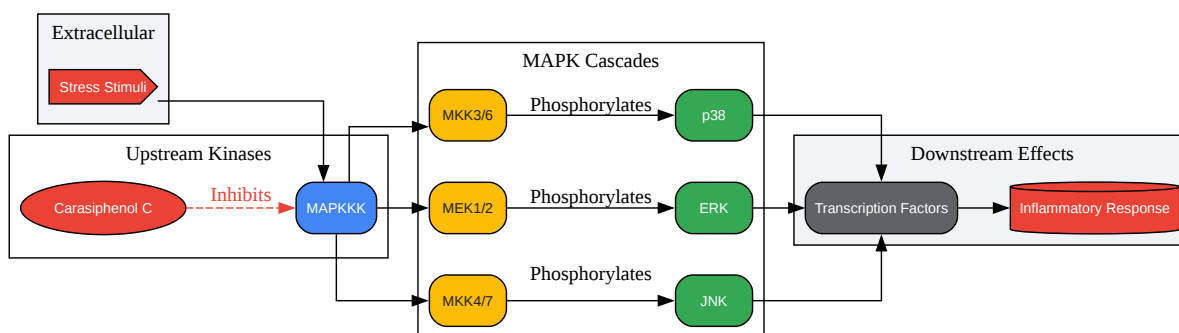 Extracellular
Stress Stimuli
MAPK Cascades
MKK3/6
Phosphorylates
p38
Upstream Kinases
Carasiphenol C
Inhibits
MAPKKK
MEK1/2
Phosphorylates
ERK
Downstream Effects
Transcription Factors
Inflammatory Response
MKK4/7
Phosphorylates
JNK